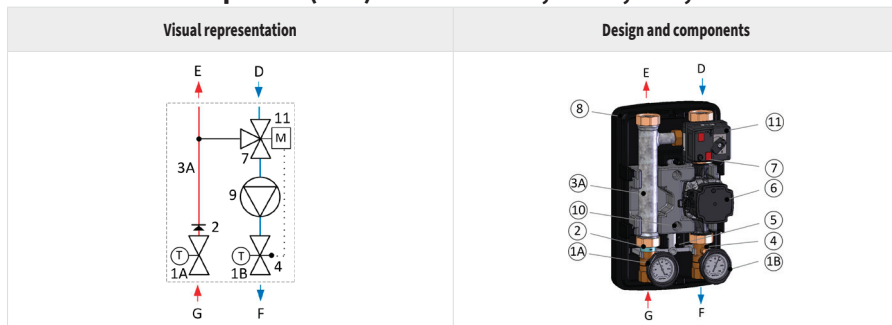 Visual representation
Design and components
E
D
11
M
7
3A
9
2
T
T
1A
1B
4
G
F
E
D
8
11
7
3A
6
10
5
2
4
1A
1B
G
F